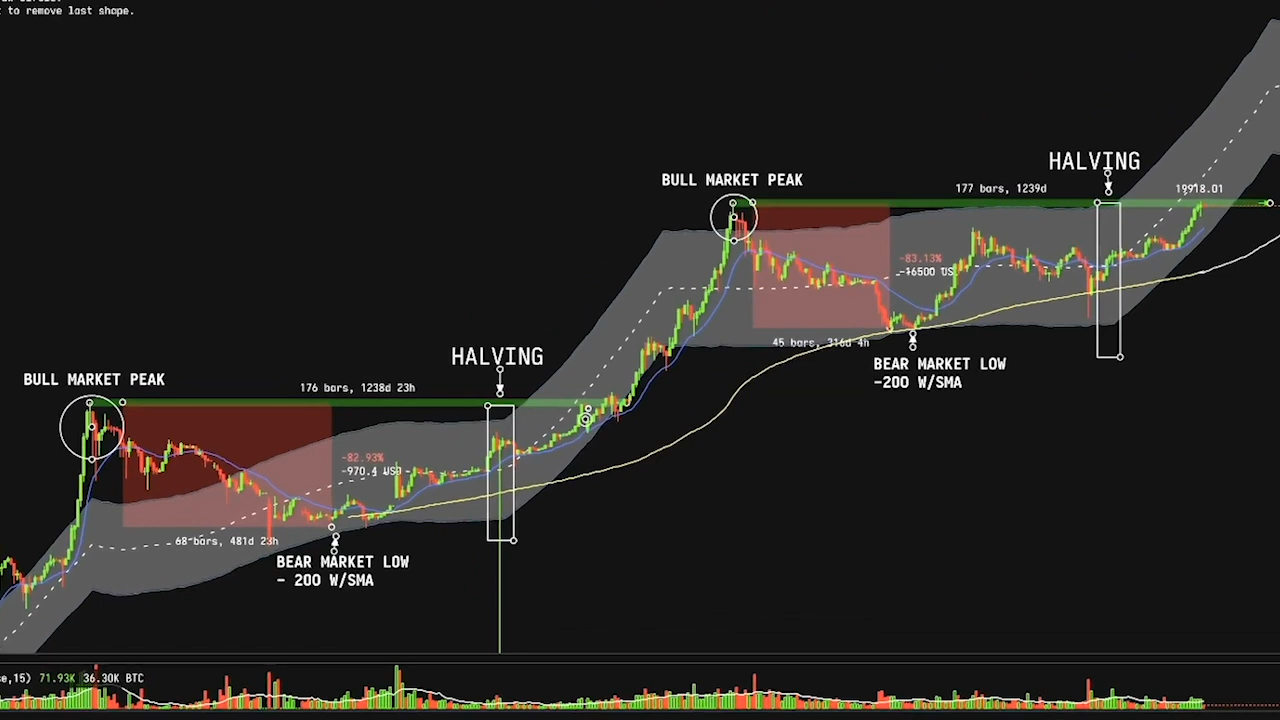 to remove last shape.
HALVING
BULL MARKET PEAK
177 bars, 1239d
19918.01
-83.13%
-16500 US
45 bars, 316d 4h
BEAR MARKET LOW
-200 W/SMA
HALVING
BULL MARKET PEAK
176 bars, 1238d 23h
-82.93%
-970.4 USD
68 bars, 481d 23h
BEAR MARKET LOW
- 200 W/SMA
e,15) 71.93K 36.30K BTC